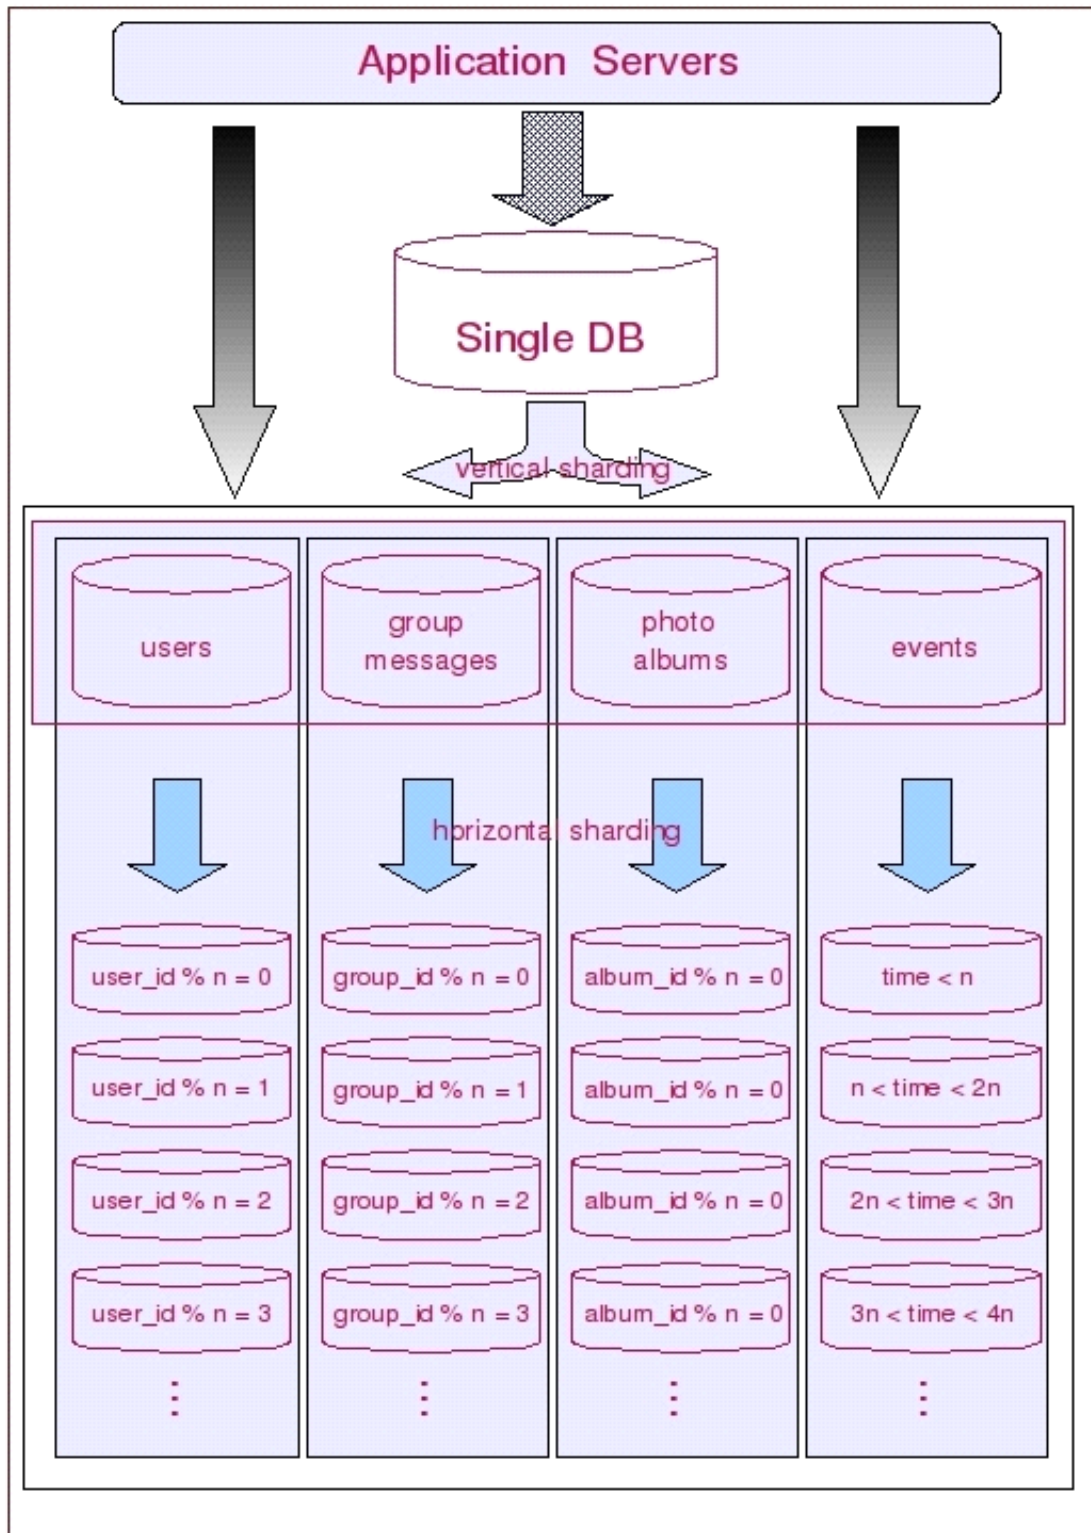 Application Servers
Single DB
vertical sharding
users
group
messages
photo
albums
events
horizontal sharding
user_id % n = 0
group_id % n = 0
album_id % n = 0
time < n
user_id % n = 1
group_id % n = 1
album_id % n = 0
n < time < 2n
user_id % n = 2
group_id % n = 2
album_id % n = 0
2n < time < 3n
user_id % n = 3
group_id % n = 3
album_id % n = 0
3n < time < 4n